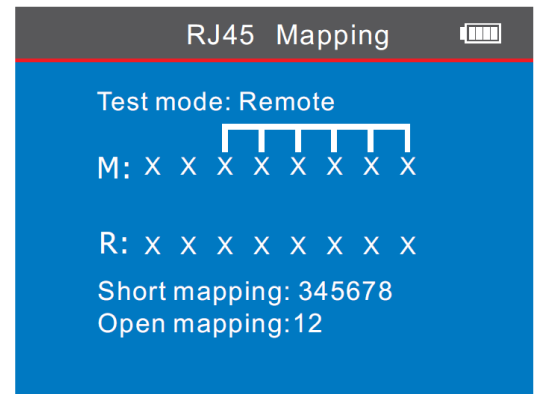 RJ45 Mapping
Test mode: Remote
M: X X X X X X X X
R: X X X X X X X X
Short mapping: 345678
Open mapping:12